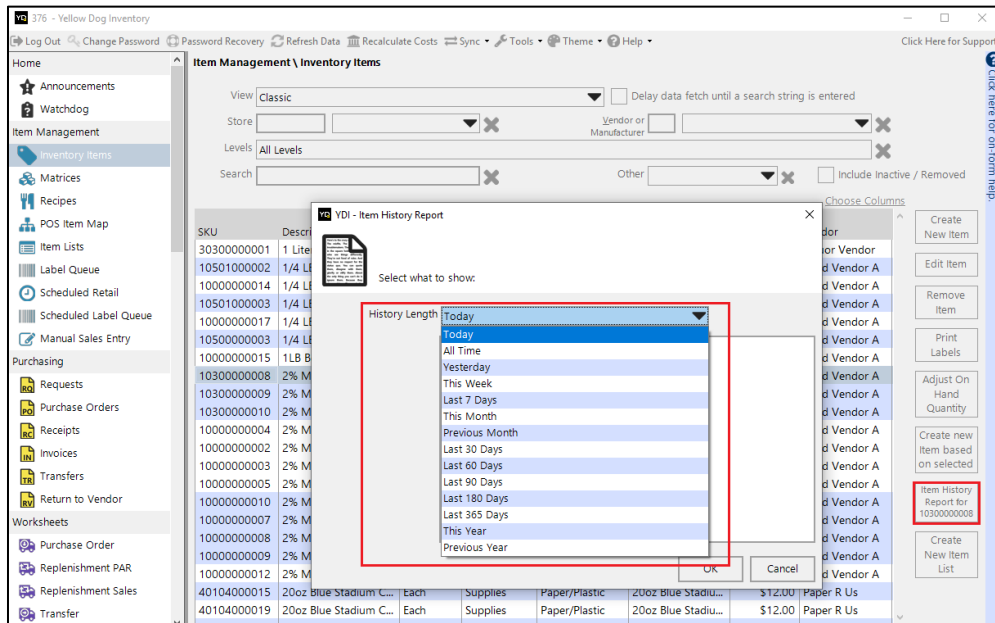 YQ 376 - Yellow Dog Inventory
Log Out Change Password Password Recovery Refresh Data Recalculate Costs Sync Tools Theme Help Click Here for Support
Home
Announcements
Watchdog
Item Management
Inventory Items
Matrices
Recipes
POS Item Map
Item Lists
Label Queue
Scheduled Retail
Scheduled Label Queue
Manual Sales Entry
Purchasing
RQ Requests
PO Purchase Orders
RC Receipts
IN Invoices
TR Transfers
RV Return to Vendor
Worksheets
Purchase Order
Replenishment PAR
Replenishment Sales
Transfer
Item Management \ Inventory Items
View Classic Delay data fetch until a search string is entered
Store Vendor or
Manufacturer
Levels All Levels
Search Other Include Inactive / Removed
Choose Columns
SKU Descri dor
30300000001 1 Lite uor Vendor
10501000002 1/4 LE d Vendor A
10000000014 1/4 LE d Vendor A
10501000003 1/4 LE d Vendor A
10000000017 1/4 LE d Vendor A
10500000003 1/4 LE d Vendor A
10000000015 1LB B d Vendor A
10300000008 2% M d Vendor A
10300000009 2% M d Vendor A
10300000010 2% M d Vendor A
10000000004 2% M d Vendor A
10000000002 2% M d Vendor A
10000000003 2% M d Vendor A
10000000005 2% M d Vendor A
10000000010 2% M d Vendor A
10000000007 2% M d Vendor A
10000000008 2% M d Vendor A
10000000009 2% M d Vendor A
10000000012 2% M d Vendor A
40104000015 20oz Blue Stadium C... Each Supplies Paper/Plastic 20oz Blue Stadiu... $12.00 Paper R Us
40104000019 20oz Blue Stadium C... Each Supplies Paper/Plastic 20oz Blue Stadiu... $12.00 Paper R Us
YQ YDI - Item History Report
Select what to show:
History Length Today
Today
All Time
Yesterday
This Week
Last 7 Days
This Month
Previous Month
Last 30 Days
Last 60 Days
Last 90 Days
Last 180 Days
Last 365 Days
This Year
Previous Year
OK Cancel
Create
New Item
Edit Item
Remove
Item
Print
Labels
Adjust On
Hand
Quantity
Create new
Item based
on selected
Item History
Report for
10300000008
Create
New Item
List
Click here for on-form help.